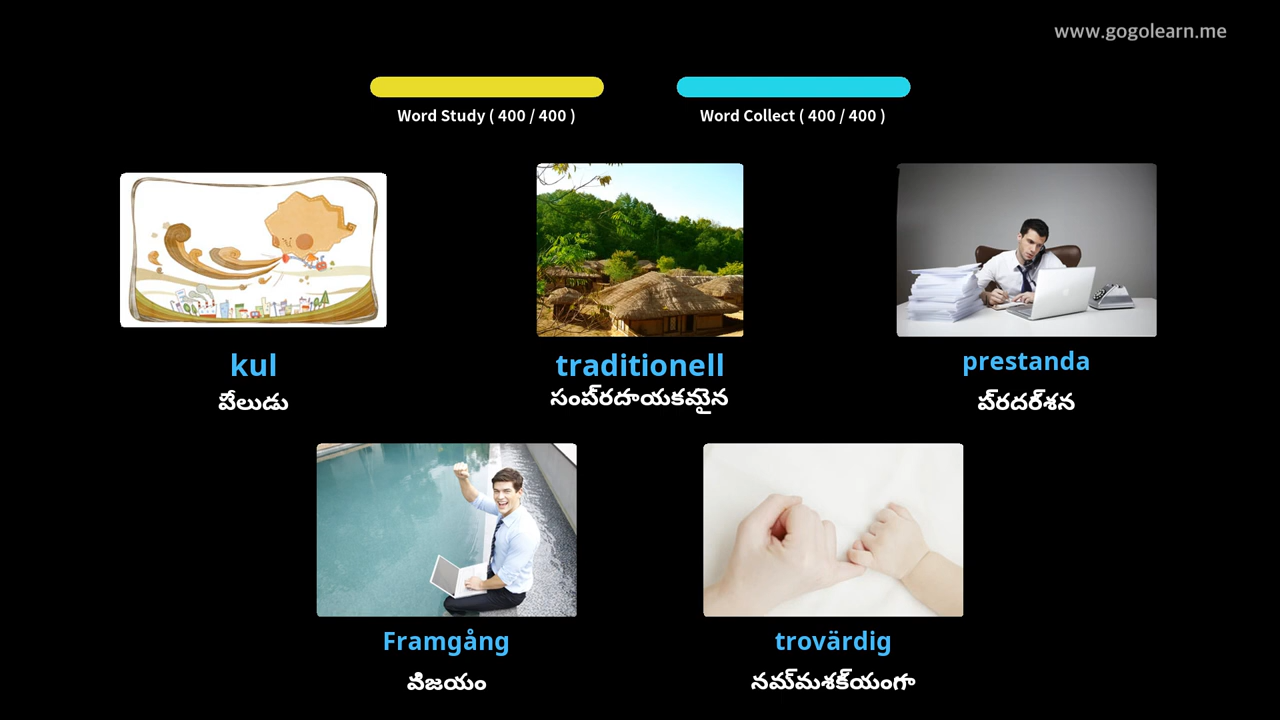 www.gogolearn.me
Word Study ( 400 / 400 )
Word Collect ( 400 / 400 )
kul
traditionell
prestanda
పేలుడు
సంప్రదాయకమైన
ప్రదర్శన
Framgång
trovärdig
విజయం
నమ్మశక్యంగా